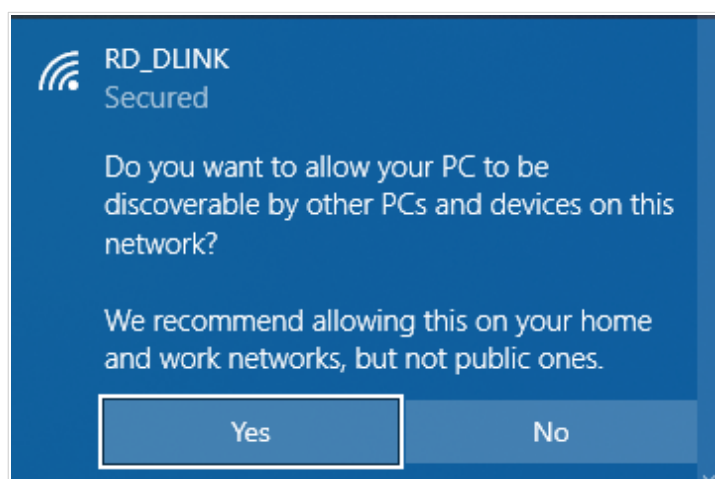 RD_DLINK
Secured
Do you want to allow your PC to be
discoverable by other PCs and devices on this
network?
We recommend allowing this on your home
and work networks, but not public ones.
Yes
No